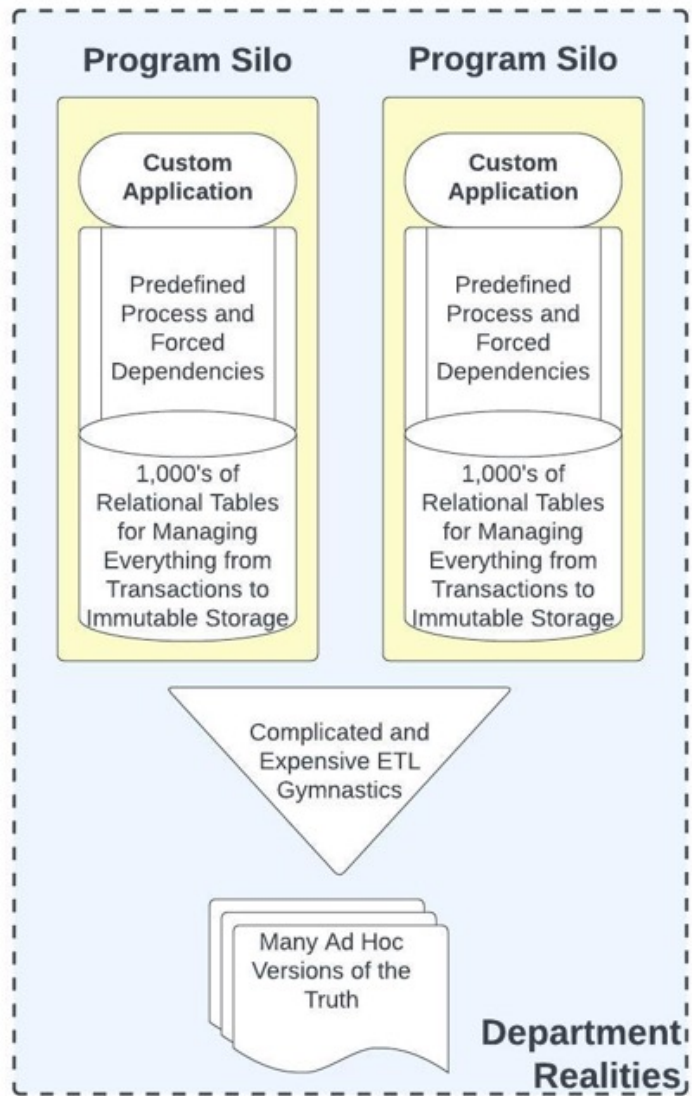 Program Silo
Custom
Application
Predefined
Process and
Forced
Dependencies
1,000's of
Relational Tables
for Managing
Everything from
Transactions to
Immutable Storage
Program Silo
Custom
Application
Predefined
Process and
Forced
Dependencies
1,000's of
Relational Tables
for Managing
Everything from
Transactions to
Immutable Storage
Complicated and
Expensive ETL
Gymnastics
Many Ad Hoc
Versions of the
Truth
Department
Realities